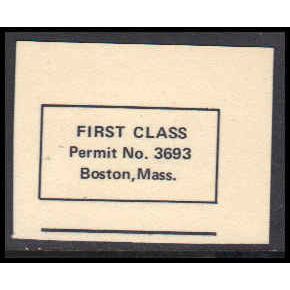 FIRST CLASS
Permit No. 3693
Boston, Mass.